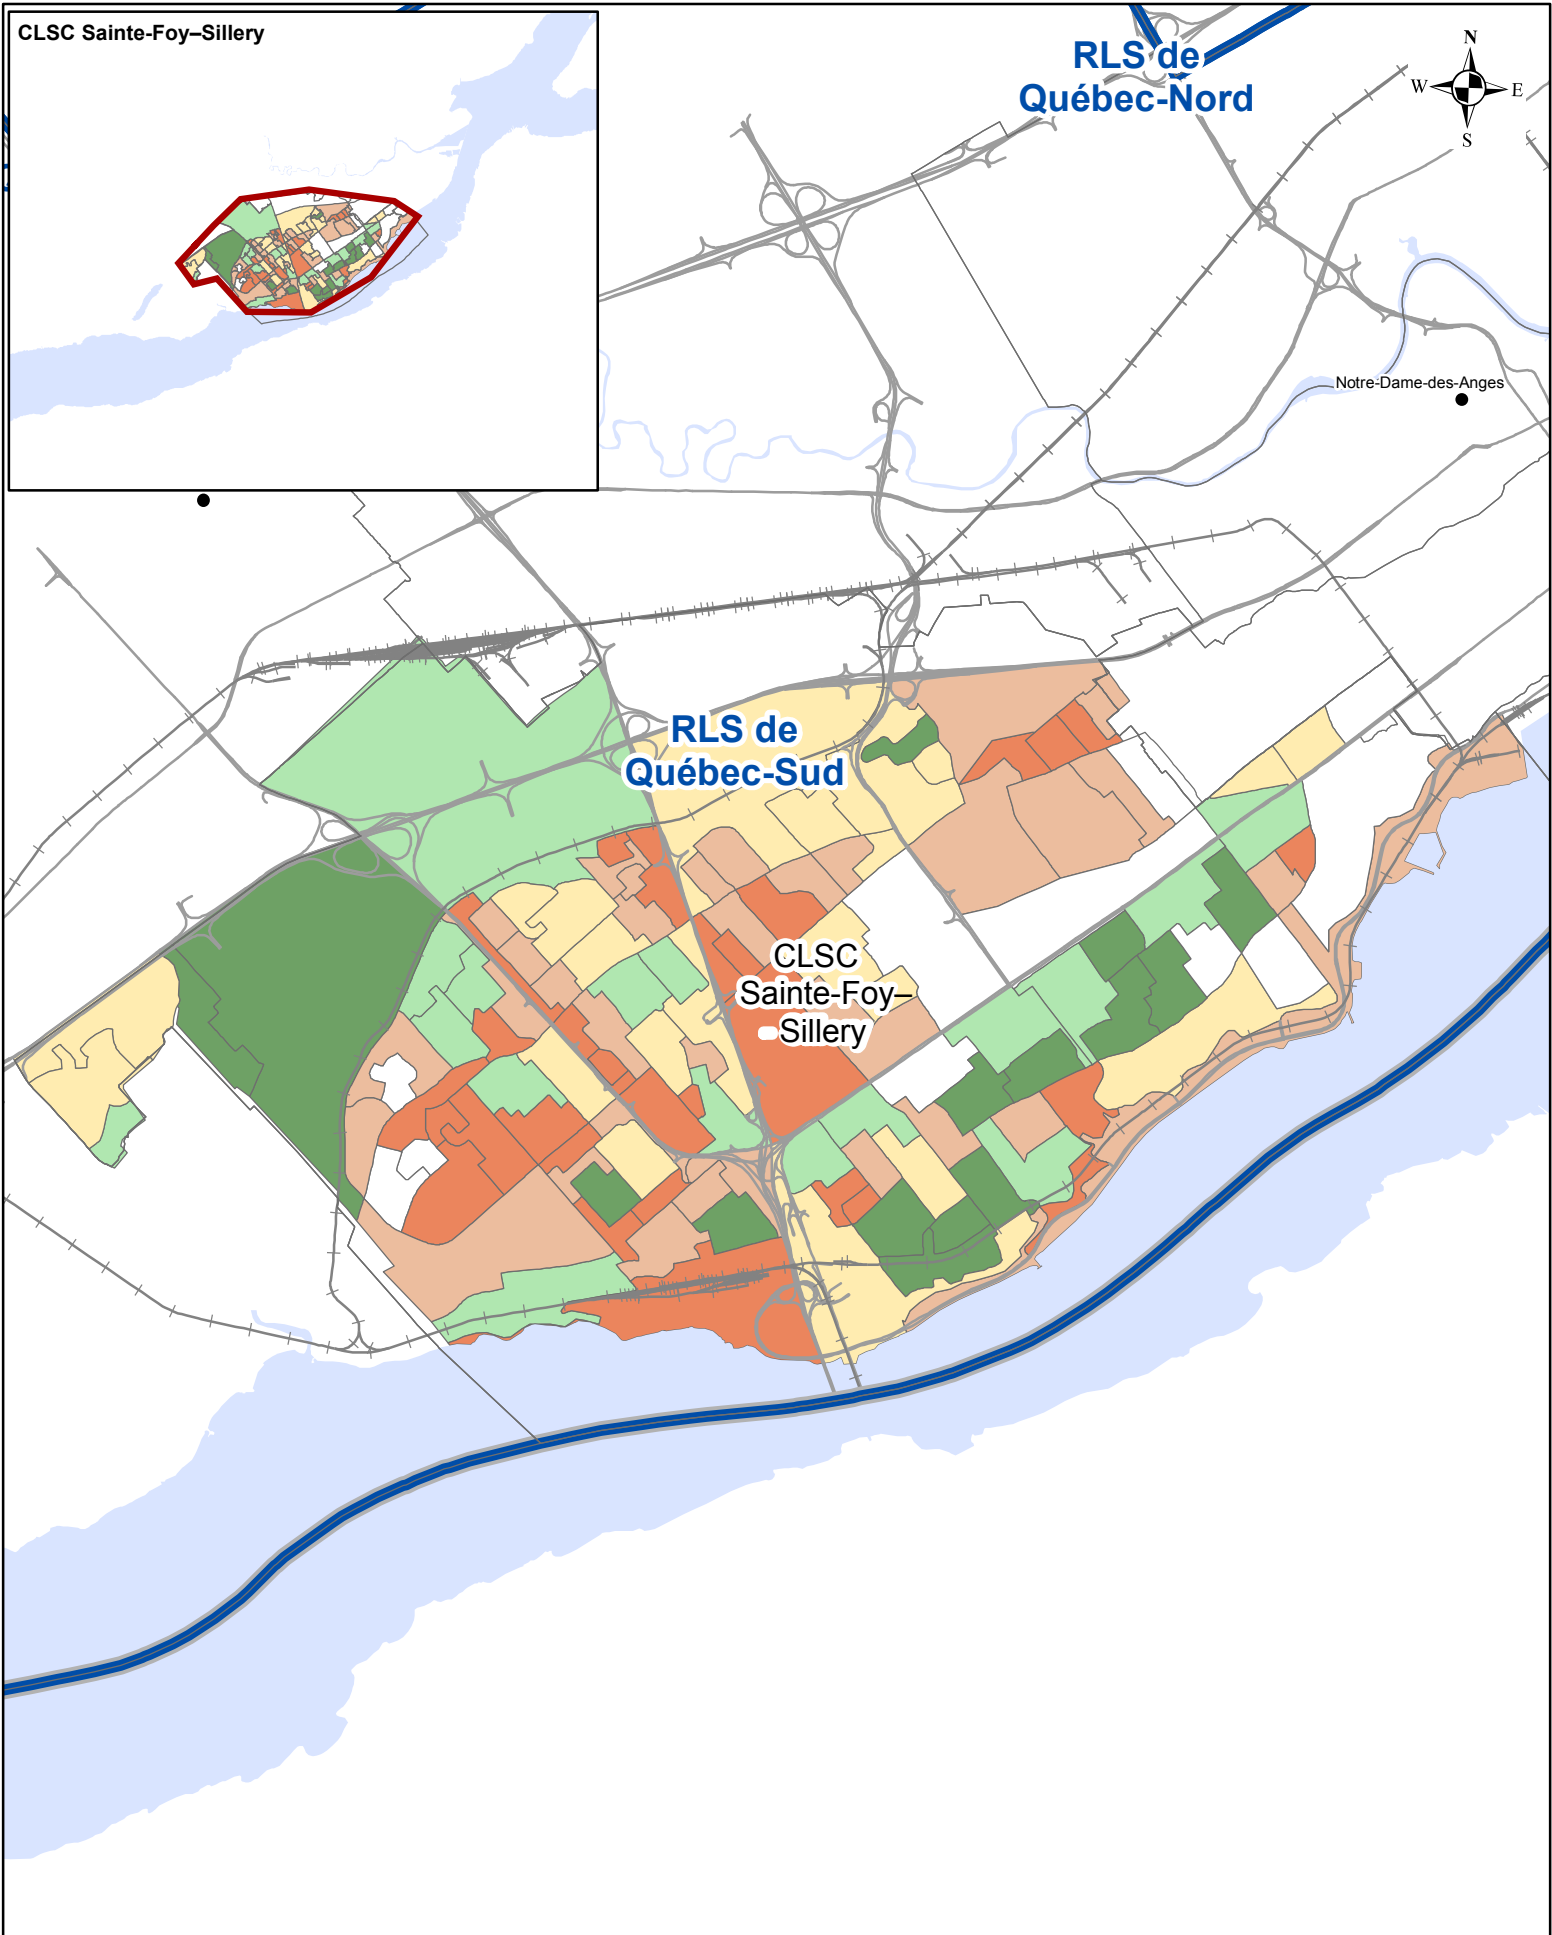 CLSC Sainte-Foy–Sillery
RLS de
Québec-Nord
N
W
E
S
Notre-Dame-des-Anges
RLS de
Québec-Sud
CLSC
Sainte-Foy–
Sillery